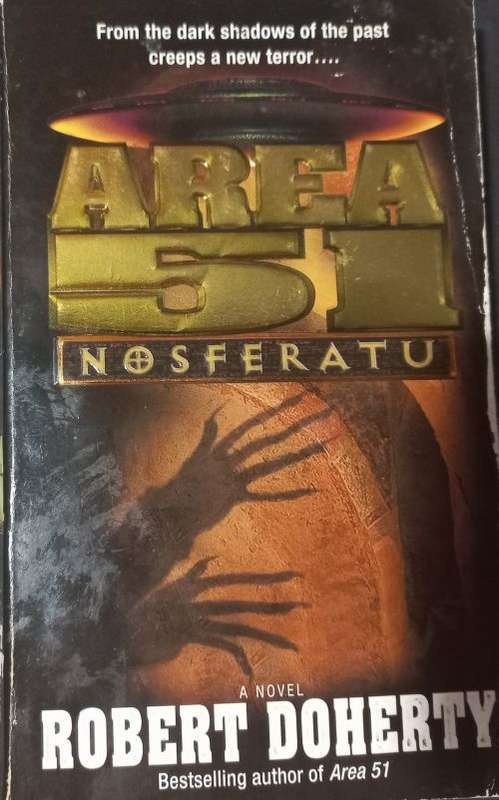 From the dark shadows of the past
creeps a new terror....
AREA
51
NOSFERATU
A NOVEL
ROBERT DOHERTY
Bestselling author of Area 51